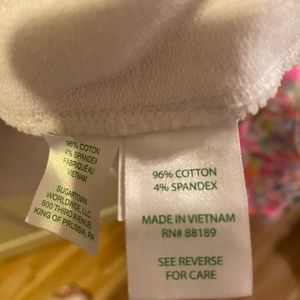 96% COTTON
4% SPANDEX
FABRIQUÉ AU
VIETNAM
SUGARTOWN
WORLDWIDE, LLC
800 THIRD AVENUE
KING OF PRUSSIA, PA
96% COTTON
4% SPANDEX
MADE IN VIETNAM
RN# 88189
SEE REVERSE
FOR CARE